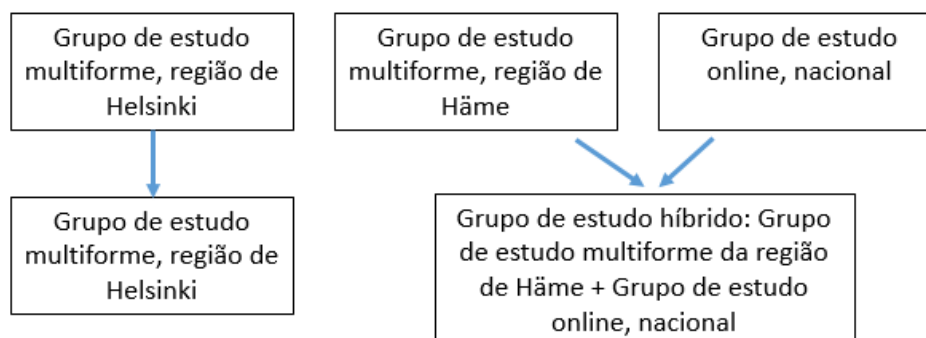 Grupo de estudo
multiforme, região de
Helsinki
Grupo de estudo
multiforme, região de
Häme
Grupo de estudo
online, nacional
Grupo de estudo
multiforme, região de
Helsinki
Grupo de estudo híbrido: Grupo
de estudo multiforme da região
de Häme + Grupo de estudo
online, nacional